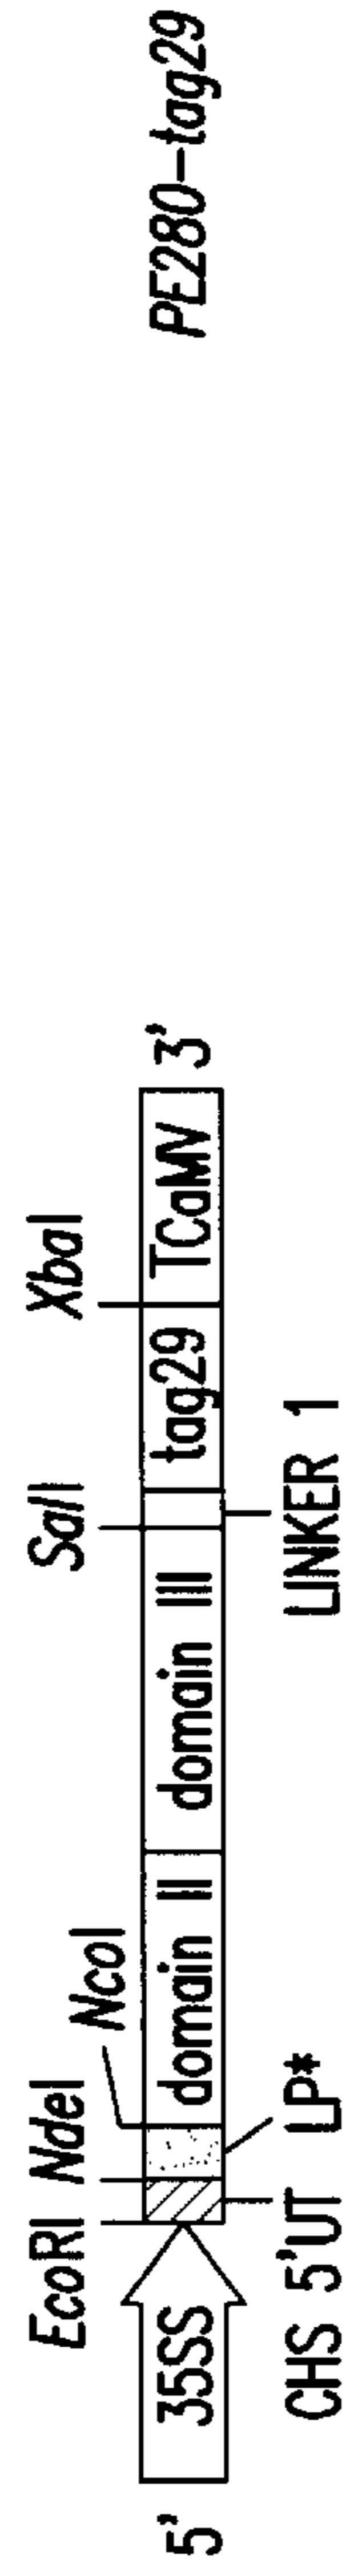 EcoRI NdeI NcoI SalI XbaI
5' 35SS domain II domain III tag29 TCaMV 3' PE280-tag29
CHS 5'UT LP* LINKER 1